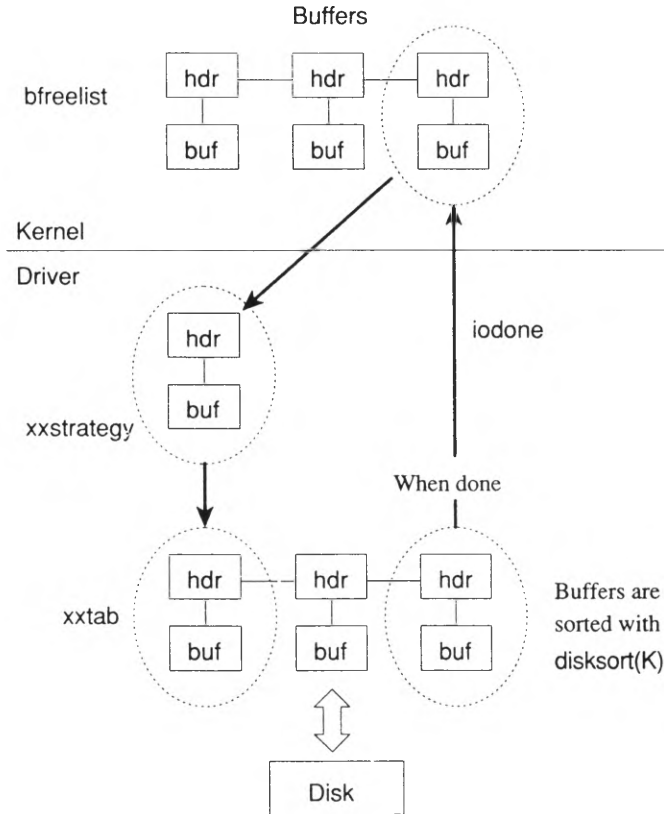 Buffers
hdr hdr hdr
bfreelist
buf buf buf
Kernel
Driver
hdr
iodone
buf
xxstrategy
When done
hdr hdr hdr
Buffers are
xxtab
sorted with
buf buf buf
disksort(K)
Disk